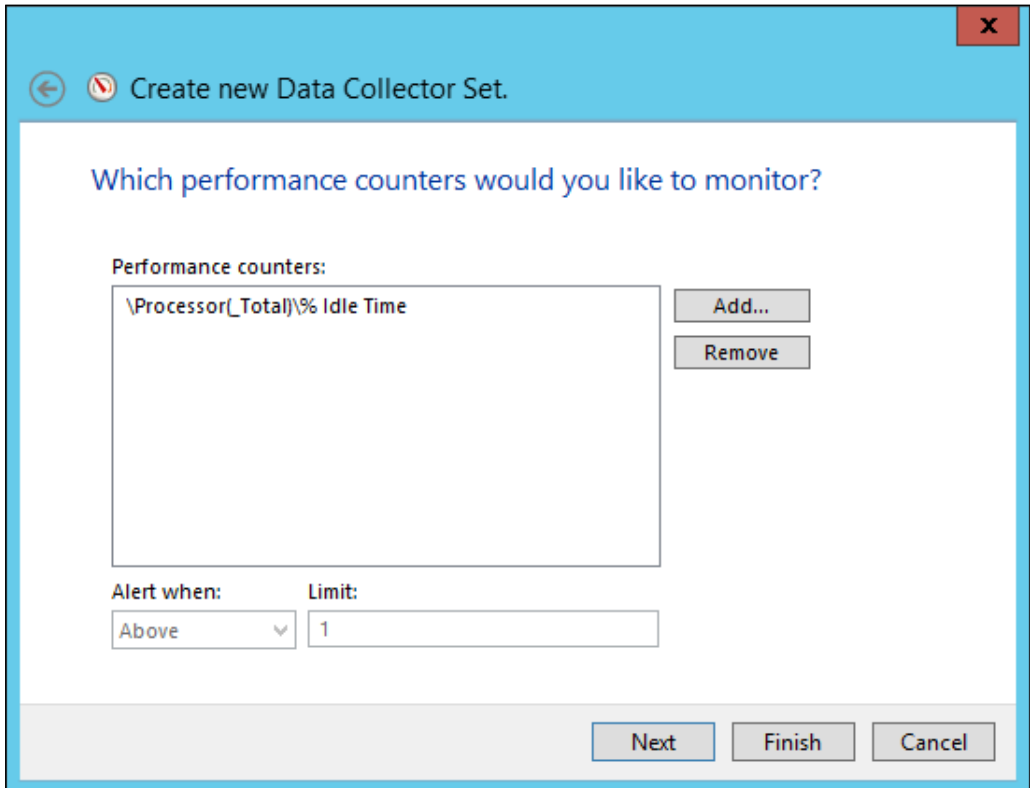 x
Create new Data Collector Set.
Which performance counters would you like to monitor?
Performance counters:
\Processor(_Total)\% Idle Time
Add...
Remove
Alert when:
Limit:
Above
1
Next
Finish
Cancel